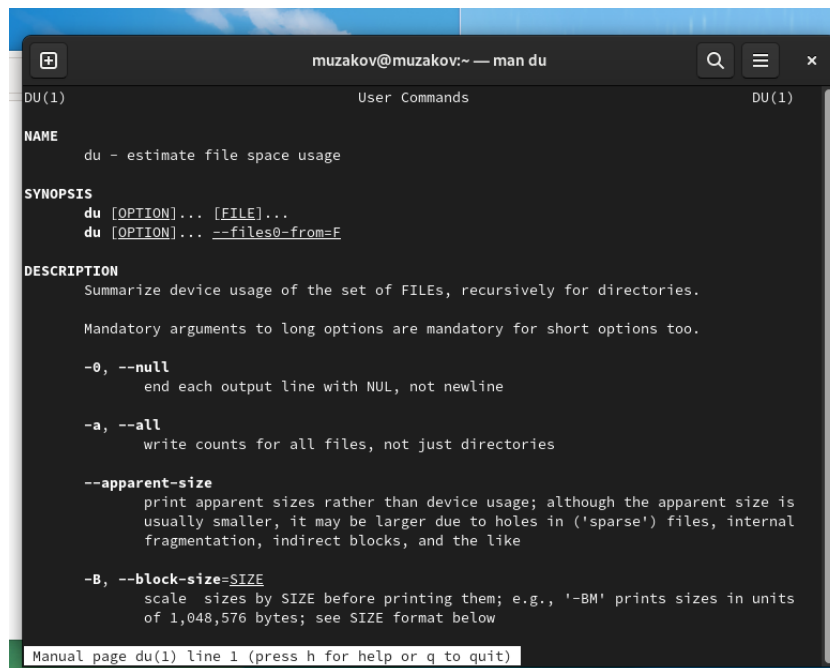 muzakov@muzakov:~ — man du
DU(1) User Commands DU(1)
NAME
du - estimate file space usage
SYNOPSIS
du [OPTION]... [FILE]...
du [OPTION]... --files0-from=F
DESCRIPTION
Summarize device usage of the set of FILEs, recursively for directories.
Mandatory arguments to long options are mandatory for short options too.
-0, --null
end each output line with NUL, not newline
-a, --all
write counts for all files, not just directories
--apparent-size
print apparent sizes rather than device usage; although the apparent size is
usually smaller, it may be larger due to holes in ('sparse') files, internal
fragmentation, indirect blocks, and the like
-B, --block-size=SIZE
scale  sizes by SIZE before printing them; e.g., '-BM' prints sizes in units
of 1,048,576 bytes; see SIZE format below
Manual page du(1) line 1 (press h for help or q to quit)